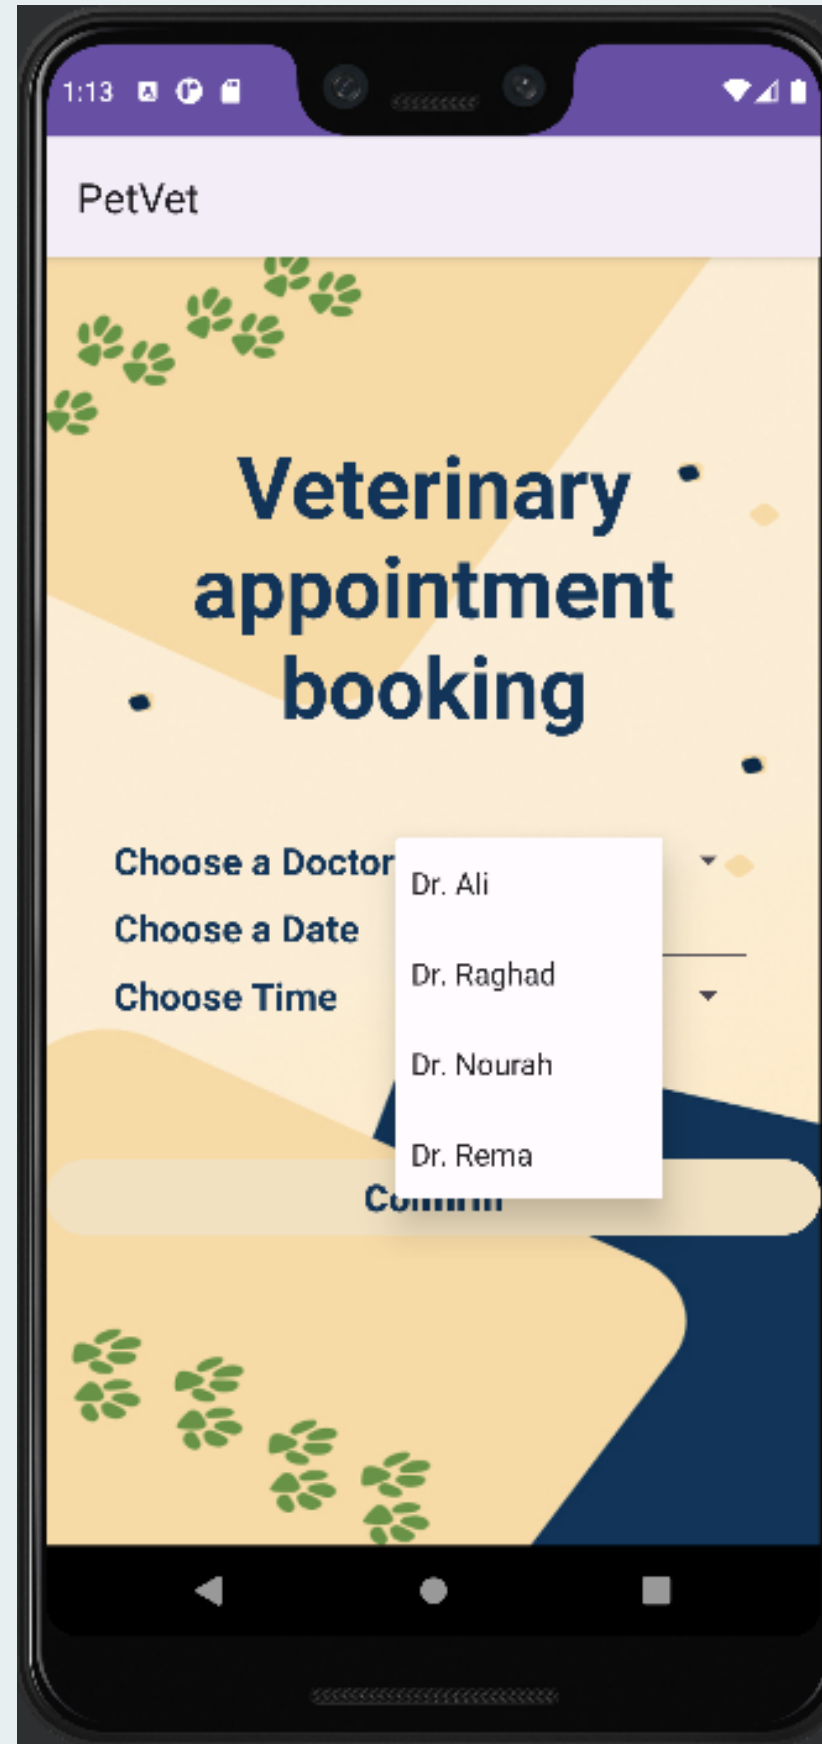 1:13
PetVet
Veterinary
appointment
booking
Choose a Doctor
Choose a Date
Choose Time
Dr. Ali
Dr. Raghad
Dr. Nourah
Dr. Rema
Confirm